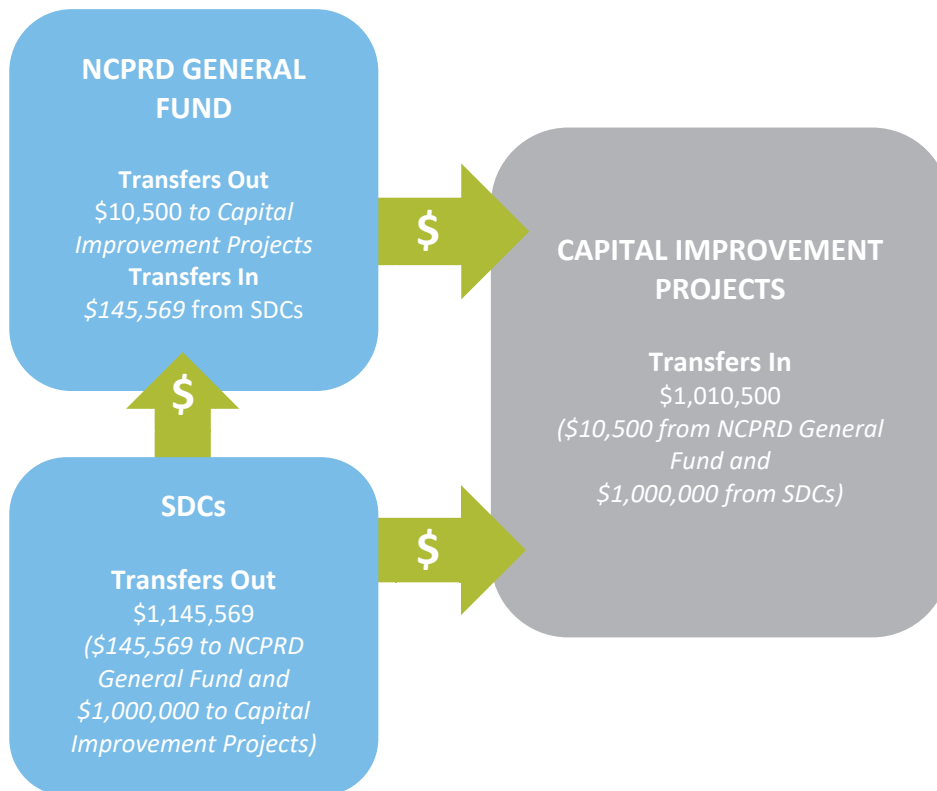 NCPRD GENERAL
FUND
Transfers Out
$10,500 to Capital
Improvement Projects
Transfers In
$145,569 from SDCs
$
$
SDCs
Transfers Out
$1,145,569
($145,569 to NCPRD
General Fund and
$1,000,000 to Capital
Improvement Projects)
$
CAPITAL IMPROVEMENT
PROJECTS
Transfers In
$1,010,500
($10,500 from NCPRD General
Fund and
$1,000,000 from SDCs)